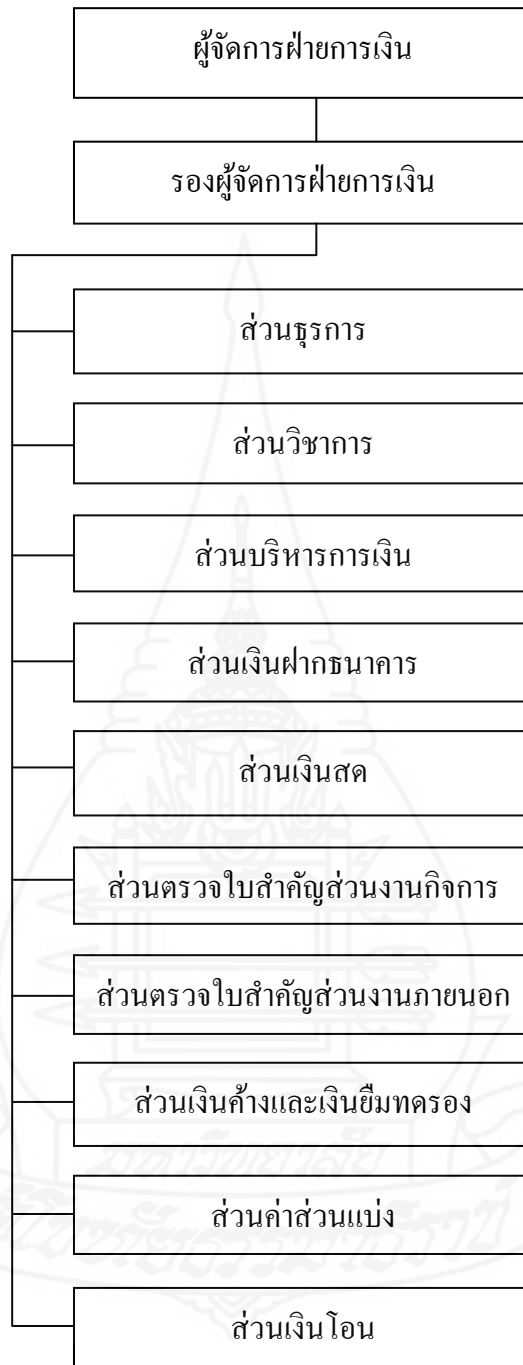 ผู้จัดการฝ่ายการเงิน
รองผู้จัดการฝ่ายการเงิน
ส่วนธุรการ
ส่วนวิชาการ
ส่วนบริหารการเงิน
ส่วนเงินฝากธนาคาร
ส่วนเงินสด
ส่วนตรวจใบสำคัญส่วนงานกิจการ
ส่วนตรวจใบสำคัญส่วนงานภายนอก
ส่วนเงินค้างและเงินยืมทดรอง
ส่วนค่าส่วนแบ่ง
ส่วนเงินโอน